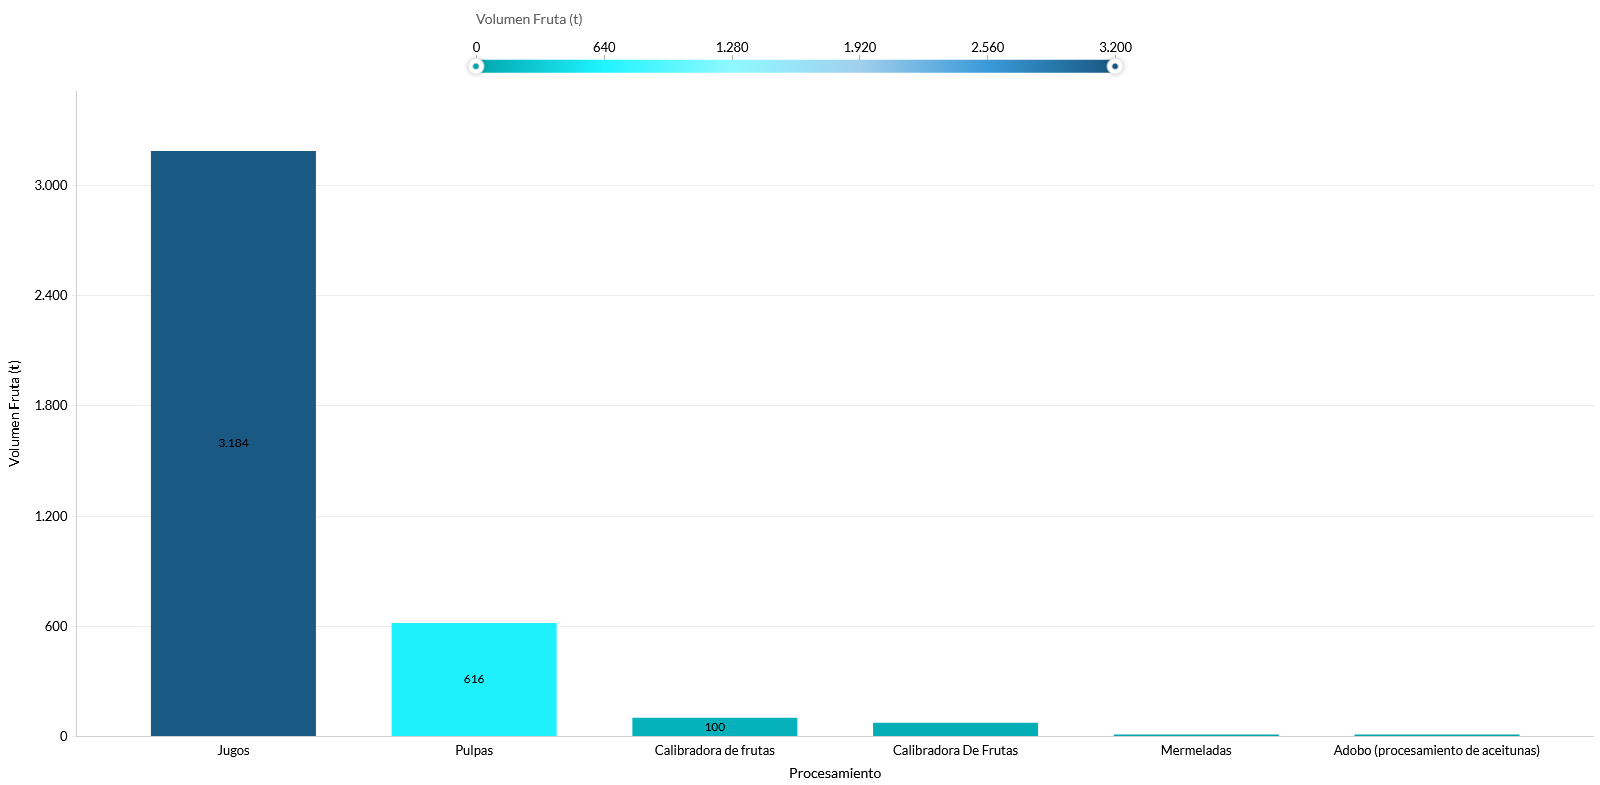 Volumen Fruta (t)
0 640 1.280 1.920 2.560 3.200
3.000
2.400
1.800
1.200
600
0
Volumen Fruta (t)
3.184
616
100
Jugos Pulpas Calibradora de frutas Calibradora De Frutas Mermeladas Adobo (procesamiento de aceitunas)
Procesamiento